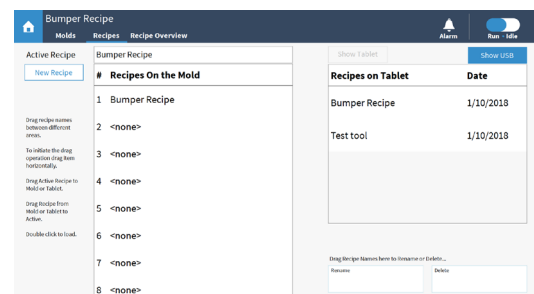 Bumper Recipe
Molds Recipes Recipe Overview
Alarm
Run - Idle
Active Recipe
Bumper Recipe
Show Tablet
Show USB
New Recipe
# Recipes On the Mold
1 Bumper Recipe
2 <none>
3 <none>
4 <none>
5 <none>
6 <none>
7 <none>
8 <none>
Drag recipe names
between different
areas.
To initiate the drag
operation drag item
horizontally.
Drag Active Recipe to
Mold or Tablet.
Drag Recipe from
Mold or Tablet to
Active.
Double click to load.
Recipes on Tablet Date
Bumper Recipe 1/10/2018
Test tool 1/10/2018
Drag Recipe Names here to Rename or Delete...
Rename
Delete